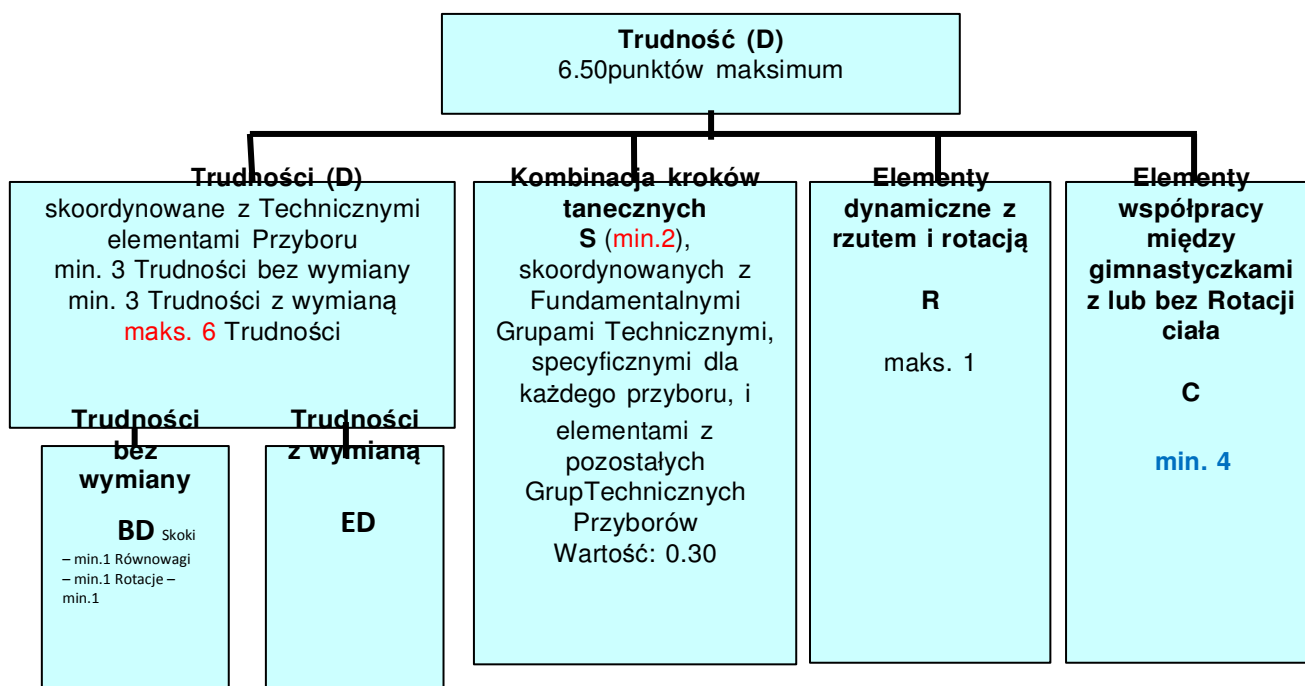 Trudność (D)
6.50punktów maksimum
Trudności (D)
skoordynowane z Technicznymi
elementami Przyboru
min. 3 Trudności bez wymiany
min. 3 Trudności z wymianą
maks. 6 Trudności
Trudności
bez
wymiany
BD Skoki
– min.1 Równowagi
– min.1 Rotacje –
min.1
Trudności
z wymianą
ED
Kombinacja kroków
tanecznych
S (min.2),
skoordynowanych z
Fundamentalnymi
Grupami Technicznymi,
specyficznymi dla
każdego przyboru, i
elementami z
pozostałych
GrupTechnicznych
Przyborów
Wartość: 0.30
Elementy
dynamiczne z
rzutem i rotacją
R
maks. 1
Elementy
współpracy
między
gimnastyczkami
z lub bez Rotacji
ciała
C
min. 4